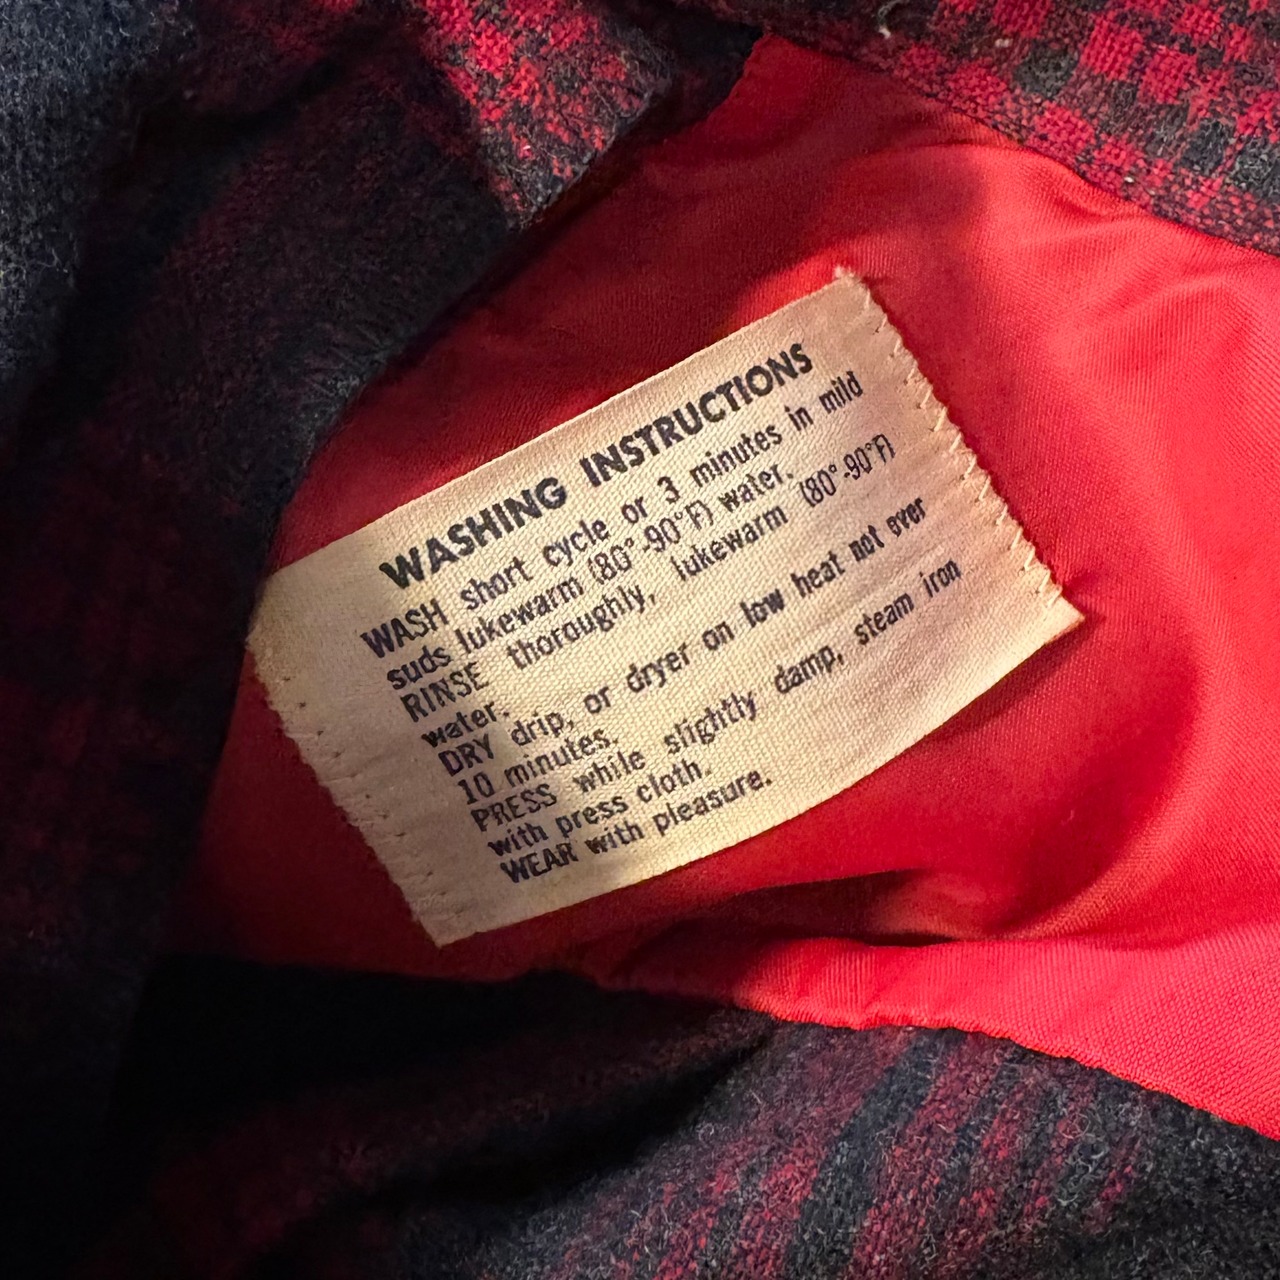 WASHING INSTRUCTIONS
WASH short cycle or 3 minutes in mild
suds lukewarm (80°-90°F) water.
RINSE thoroughly, lukewarm (80°-90°F)
water.
DRY drip, or dryer on low heat not over
10 minutes.
PRESS while slightly damp, steam iron
with press cloth.
WEAR with pleasure.